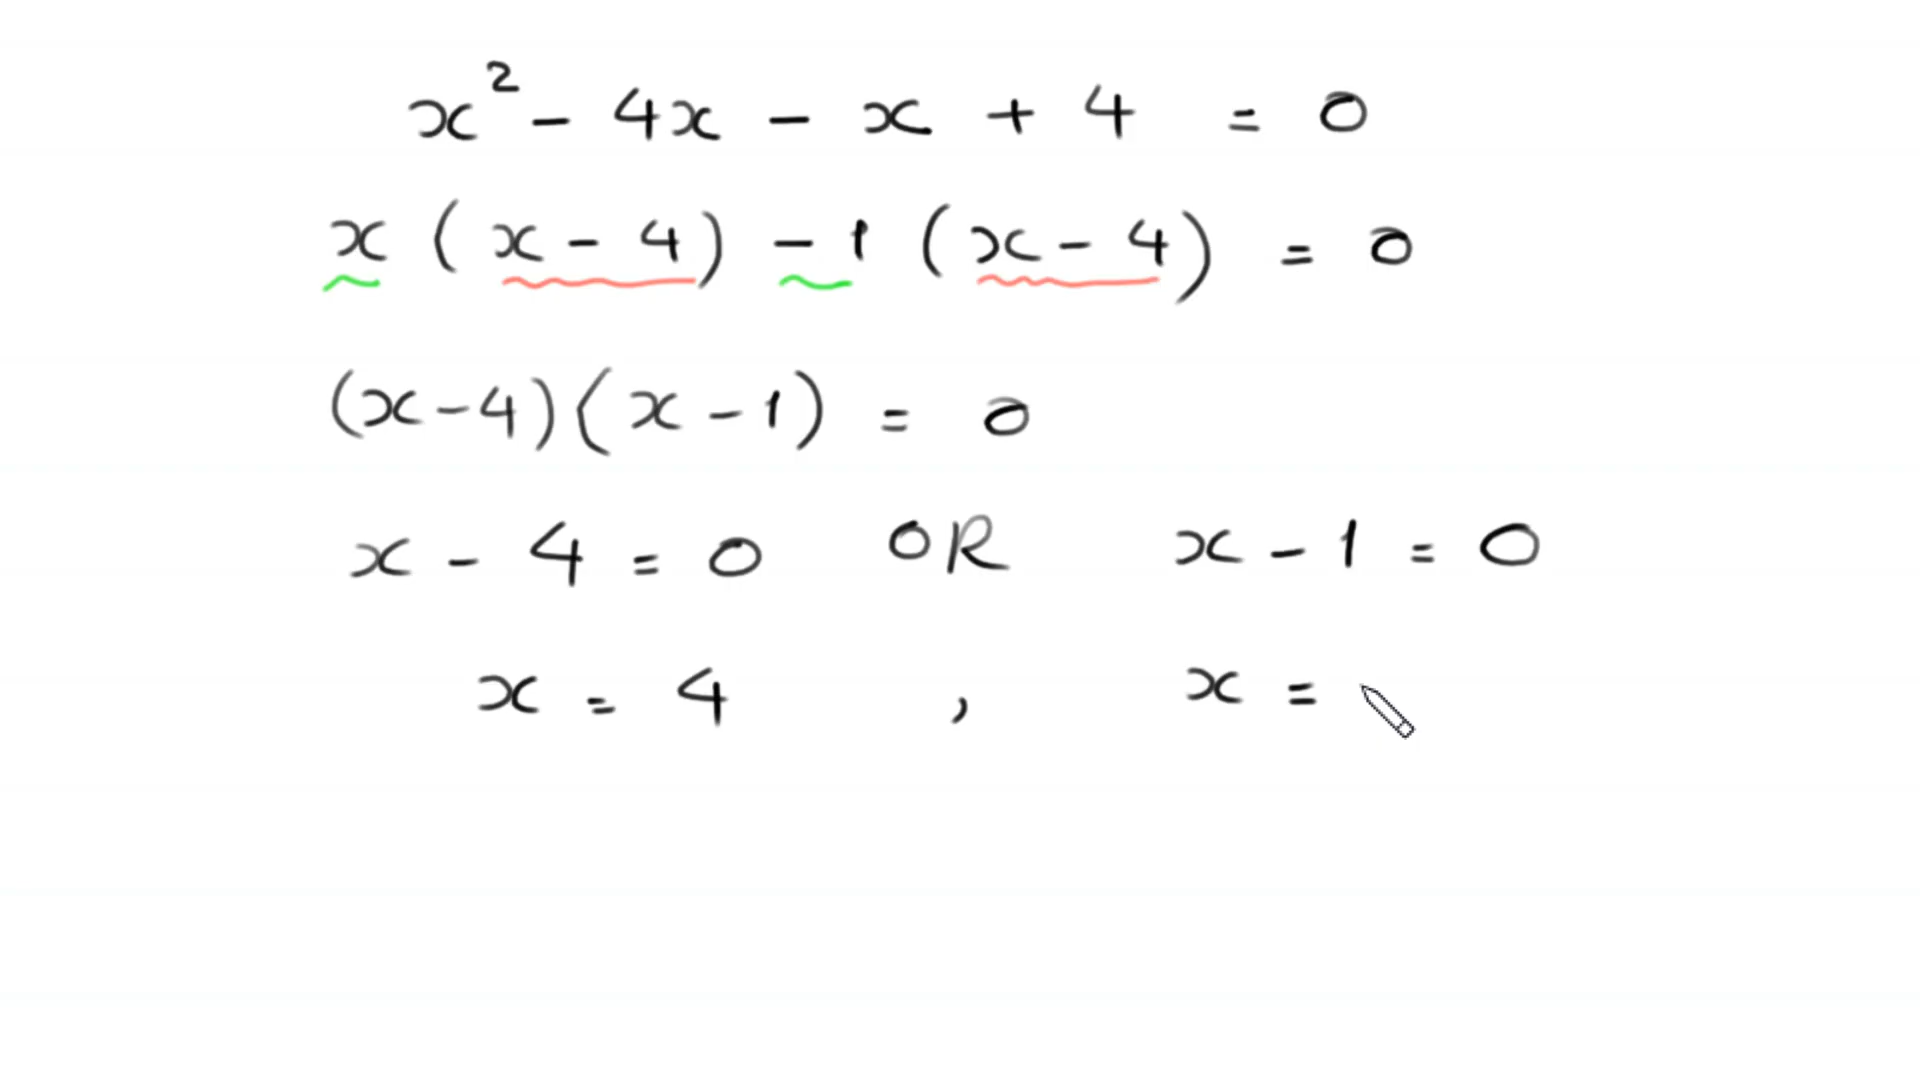 x² - 4x - x + 4 = 0
x (x - 4) - 1 (x - 4) = 0
(x - 4)(x - 1) = 0
x - 4 = 0 OR x - 1 = 0
x = 4 , x =